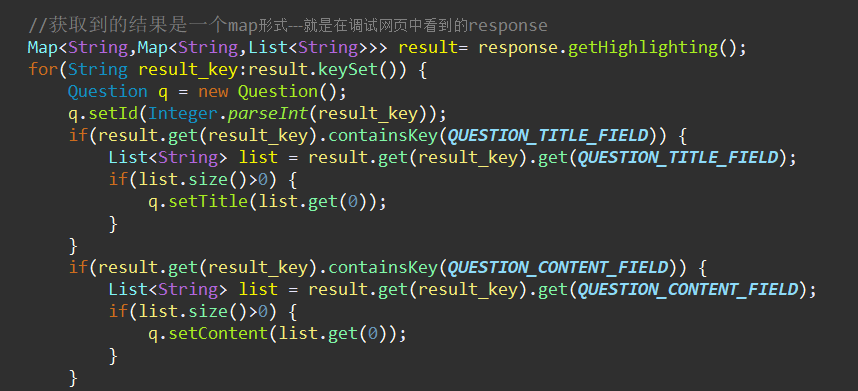 //获取到的结果是一个map形式---就是在调试网页中看到的response
Map<String,Map<String,List<String>>> result= response.getHighlighting();
for(String result_key:result.keySet()) {
    Question q = new Question();
    q.setId(Integer.parseInt(result_key));
    if(result.get(result_key).containsKey(QUESTION_TITLE_FIELD)) {
        List<String> list = result.get(result_key).get(QUESTION_TITLE_FIELD);
        if(list.size()>0) {
            q.setTitle(list.get(0));
        }
    }
    if(result.get(result_key).containsKey(QUESTION_CONTENT_FIELD)) {
        List<String> list = result.get(result_key).get(QUESTION_CONTENT_FIELD);
        if(list.size()>0) {
            q.setContent(list.get(0));
        }
    }